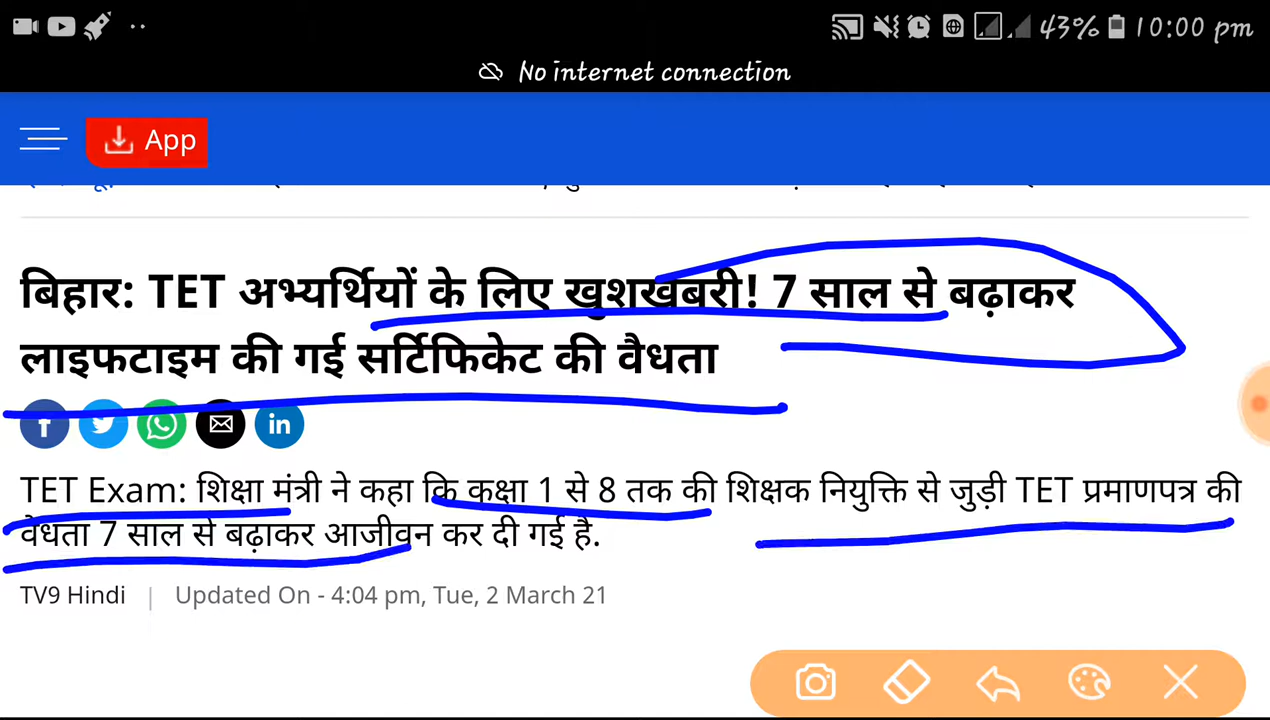 43% 10:00 pm
No internet connection
App
बिहार: TET अभ्यर्थियों के लिए खुशखबरी! 7 साल से बढ़ाकर
लाइफटाइम की गई सर्टिफिकेट की वैधता
TET Exam: शिक्षा मंत्री ने कहा कि कक्षा 1 से 8 तक की शिक्षक नियुक्ति से जुड़ी TET प्रमाणपत्र की
वेधता 7 साल से बढ़ाकर आजीवन कर दी गई है.
TV9 Hindi | Updated On - 4:04 pm, Tue, 2 March 21